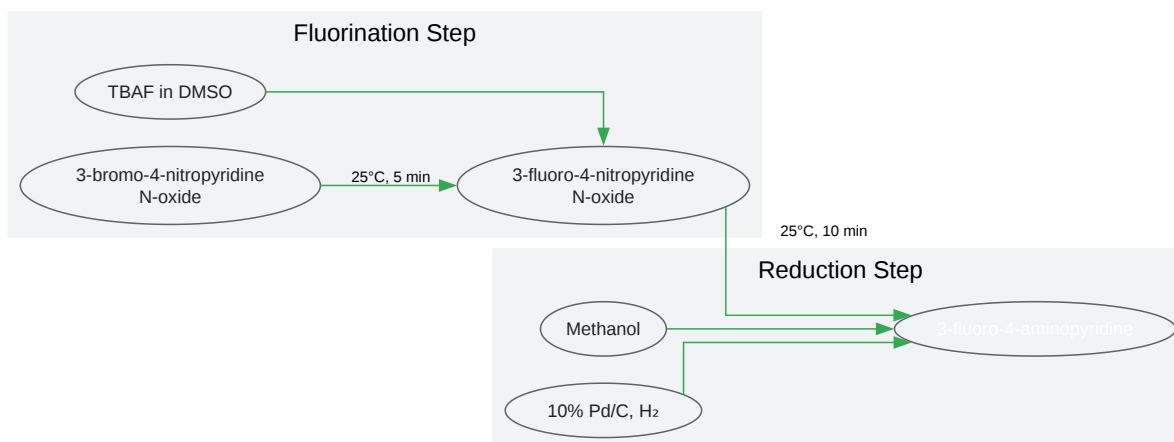 Fluorination Step
TBAF in DMSO
3-bromo-4-nitropyridine
N-oxide
25°C, 5 min
3-fluoro-4-nitropyridine
N-oxide
25°C, 10 min
Reduction Step
Methanol
3-fluoro-4-aminopyridine
10% Pd/C, H₂